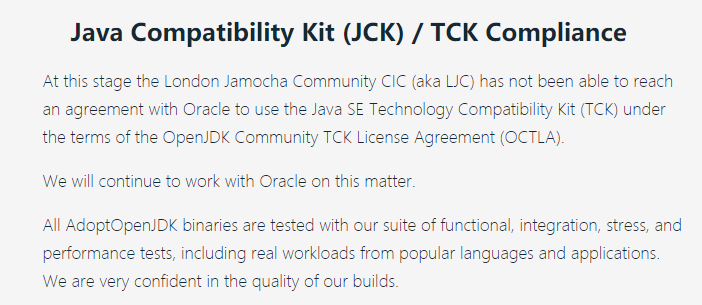 Java Compatibility Kit (JCK) / TCK Compliance
At this stage the London Jamocha Community CIC (aka LJC) has not been able to reach
an agreement with Oracle to use the Java SE Technology Compatibility Kit (TCK) under
the terms of the OpenJDK Community TCK License Agreement (OCTLA).
We will continue to work with Oracle on this matter.
All AdoptOpenJDK binaries are tested with our suite of functional, integration, stress, and
performance tests, including real workloads from popular languages and applications.
We are very confident in the quality of our builds.